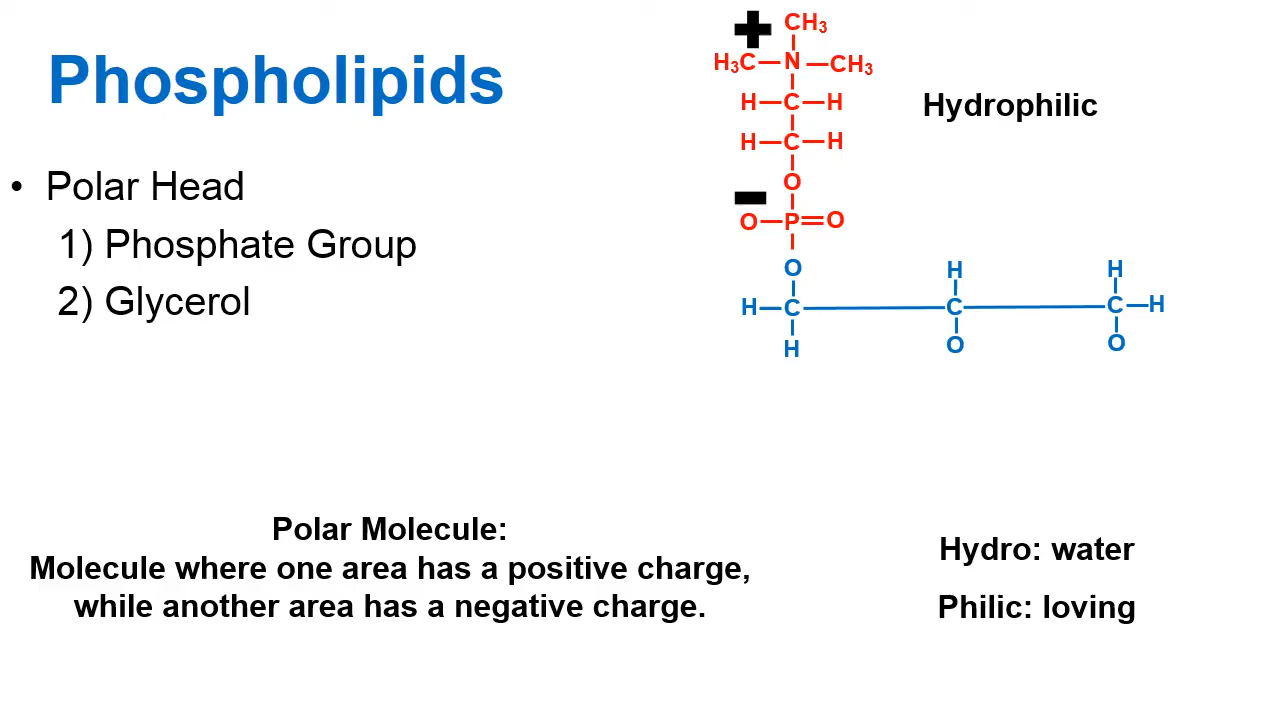 Phospholipids
• Polar Head
1) Phosphate Group
2) Glycerol
CH₃
H₃C N CH₃
H C H
H C H
O
O P O
O H H
H C C C H
H O O
Hydrophilic
Polar Molecule:
Molecule where one area has a positive charge,
while another area has a negative charge.
Hydro: water
Philic: loving